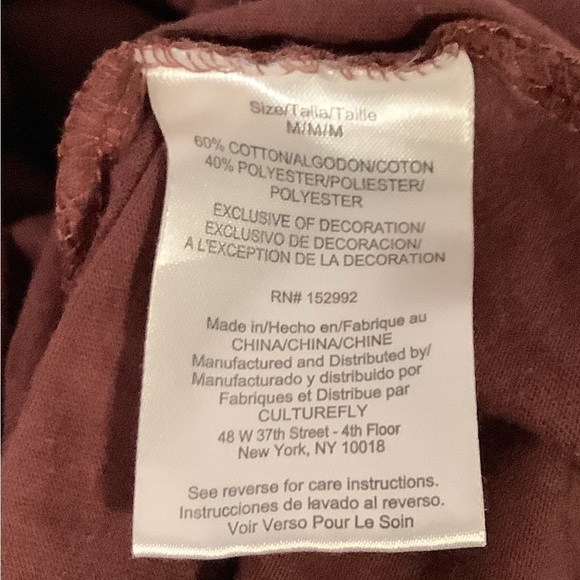 Size/Talla/Taille
M/M/M
60% COTTON/ALGODON/COTON
40% POLYESTER/POLIESTER/
POLYESTER
EXCLUSIVE OF DECORATION/
EXCLUSIVO DE DECORACION/
A L'EXCEPTION DE LA DECORATION
RN# 152992
Made in/Hecho en/Fabrique au
CHINA/CHINA/CHINE
Manufactured and Distributed by/
Manufacturado y distribuido por
Fabriques et Distribue par
CULTUREFLY
48 W 37th Street - 4th Floor
New York, NY 10018
See reverse for care instructions.
Instrucciones de lavado al reverso.
Voir Verso Pour Le Soin